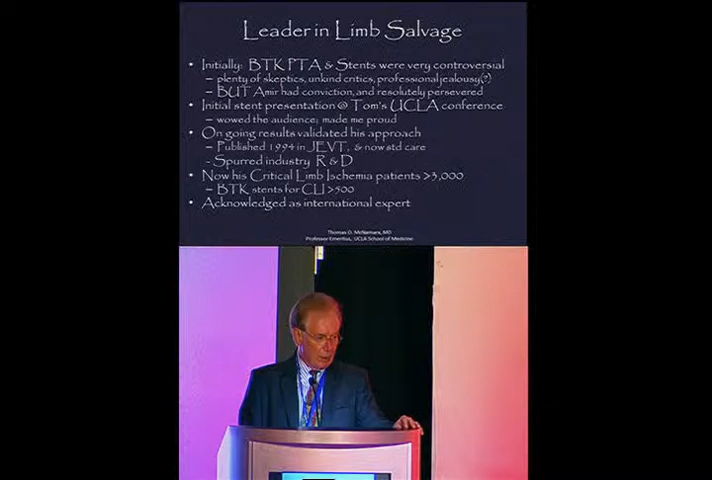 Leader in Limb Salvage
• Initially: BTK PTA & Stents were very controversial
– plenty of skeptics, unkind critics, professional jealousy(?)
– BUT Amir had conviction, and resolutely persevered
• Initial stent presentation @ Tom's UCLA conference
– wowed the audience; made me proud
• On going results validated his approach
– Published 1994 in JEVT, & now std care
- Spurred industry R & D
• Now his Critical Limb Ischemia patients >3,000
– BTK stents for CLI >500
• Acknowledged as international expert
Thomas O. McNamara, MD
Professor Emeritus, UCLA School of Medicine